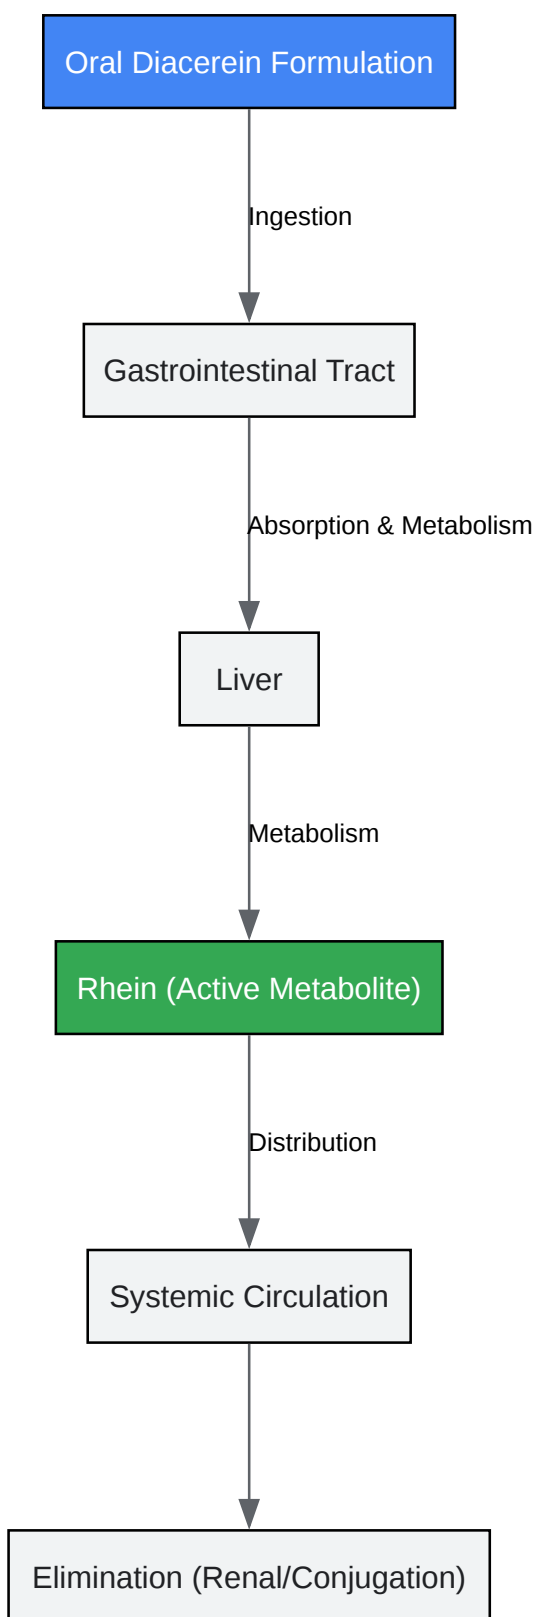 Oral Diacerein Formulation
Ingestion
Gastrointestinal Tract
Absorption & Metabolism
Liver
Metabolism
Rhein (Active Metabolite)
Distribution
Systemic Circulation
Elimination (Renal/Conjugation)